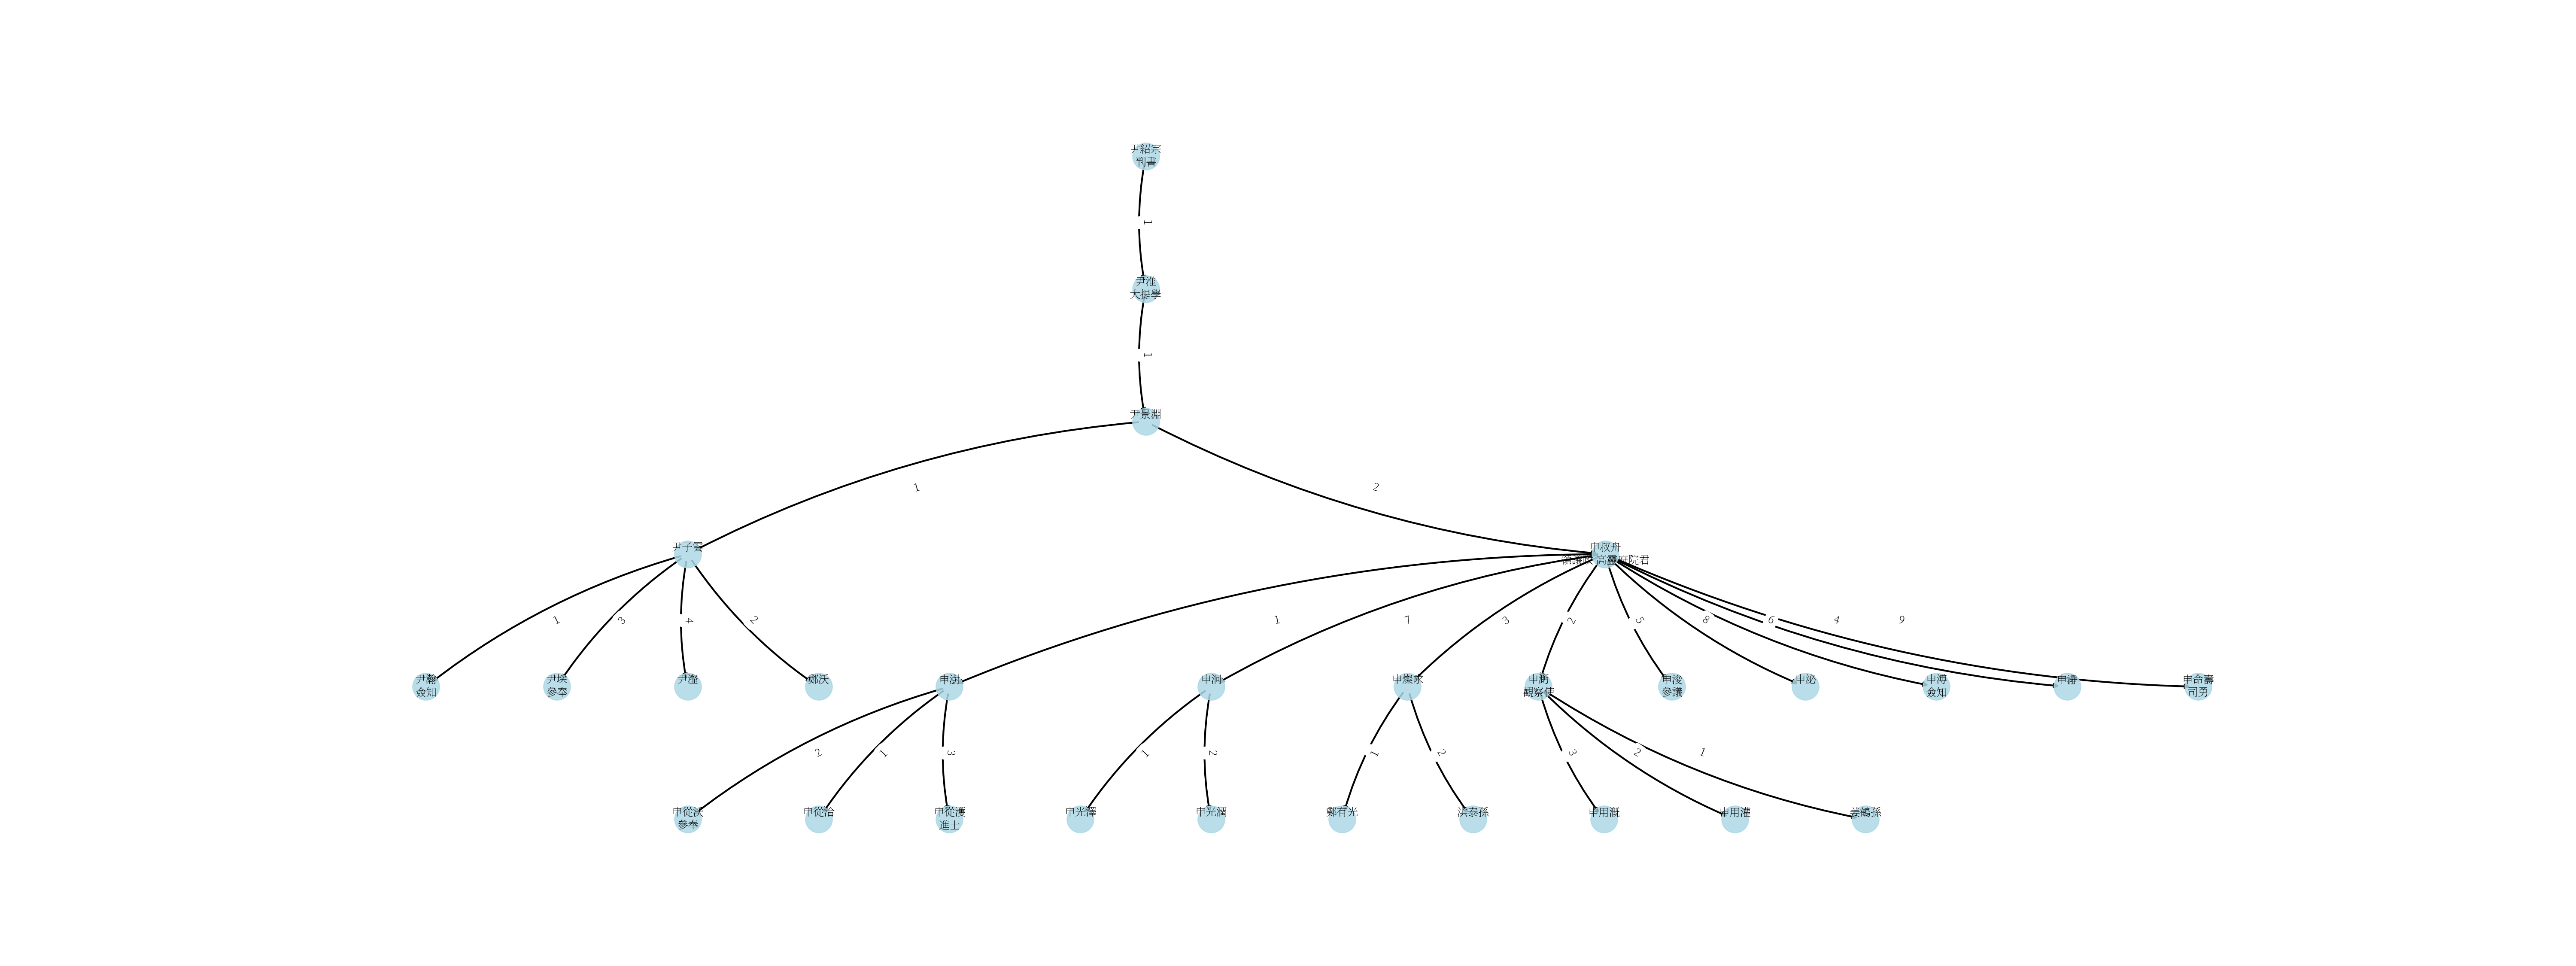 尹紹宗
判書
1
尹淮
大提學
1
尹景淵
1
2
尹子雲
申叔舟
領議政 高靈府院君
1
3
4
2
1
7
3
2
5
8
6
4
9
尹瀚
僉知
尹埰
參奉
尹濋
鄭沃
申澍
申泂
申燦求
申㴐
觀察使
申浚
參議
申泌
申溥
僉知
申瀞
申命壽
司勇
2
1
3
1
2
1
2
3
2
1
申從沃
參奉
申從洽
申從護
進士
申光澤
申光潤
鄭有光
洪泰孫
申用漑
申用灌
姜鶴孫